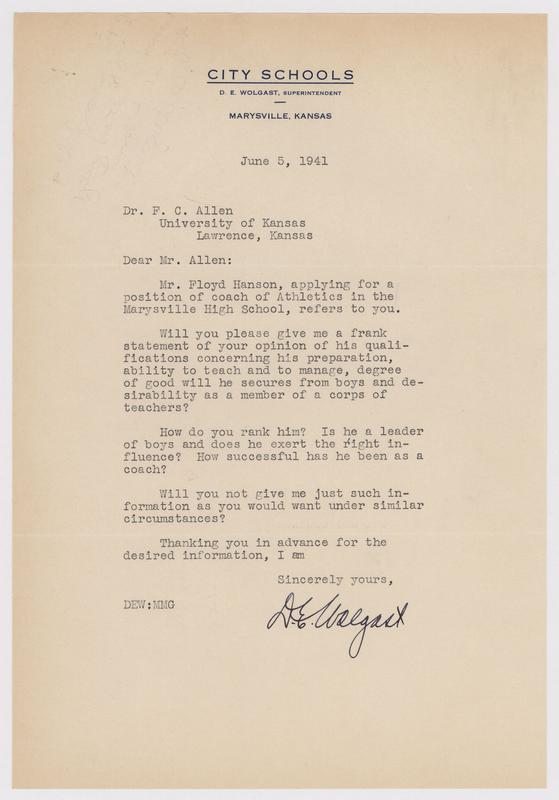 CITY SCHOOLS
D. E. WOLGAST, SUPERINTENDENT
MARYSVILLE, KANSAS
June 5, 1941
Dr. F. C. Allen
University of Kansas
Lawrence, Kansas
Dear Mr. Allen:
Mr. Floyd Hanson, applying for a
position of coach of Athletics in the
Marysville High School, refers to you.
Will you please give me a frank
statement of your opinion of his quali-
fications concerning his preparation,
ability to teach and to manage, degree
of good will he secures from boys and de-
sirability as a member of a corps of
teachers?
How do you rank him? Is he a leader
of boys and does he exert the right in-
fluence? How successful has he been as a
coach?
Will you not give me just such in-
formation as you would want under similar
circumstances?
Thanking you in advance for the
desired information, I am
Sincerely yours,
DEW:MMG
D.E. Wolgast